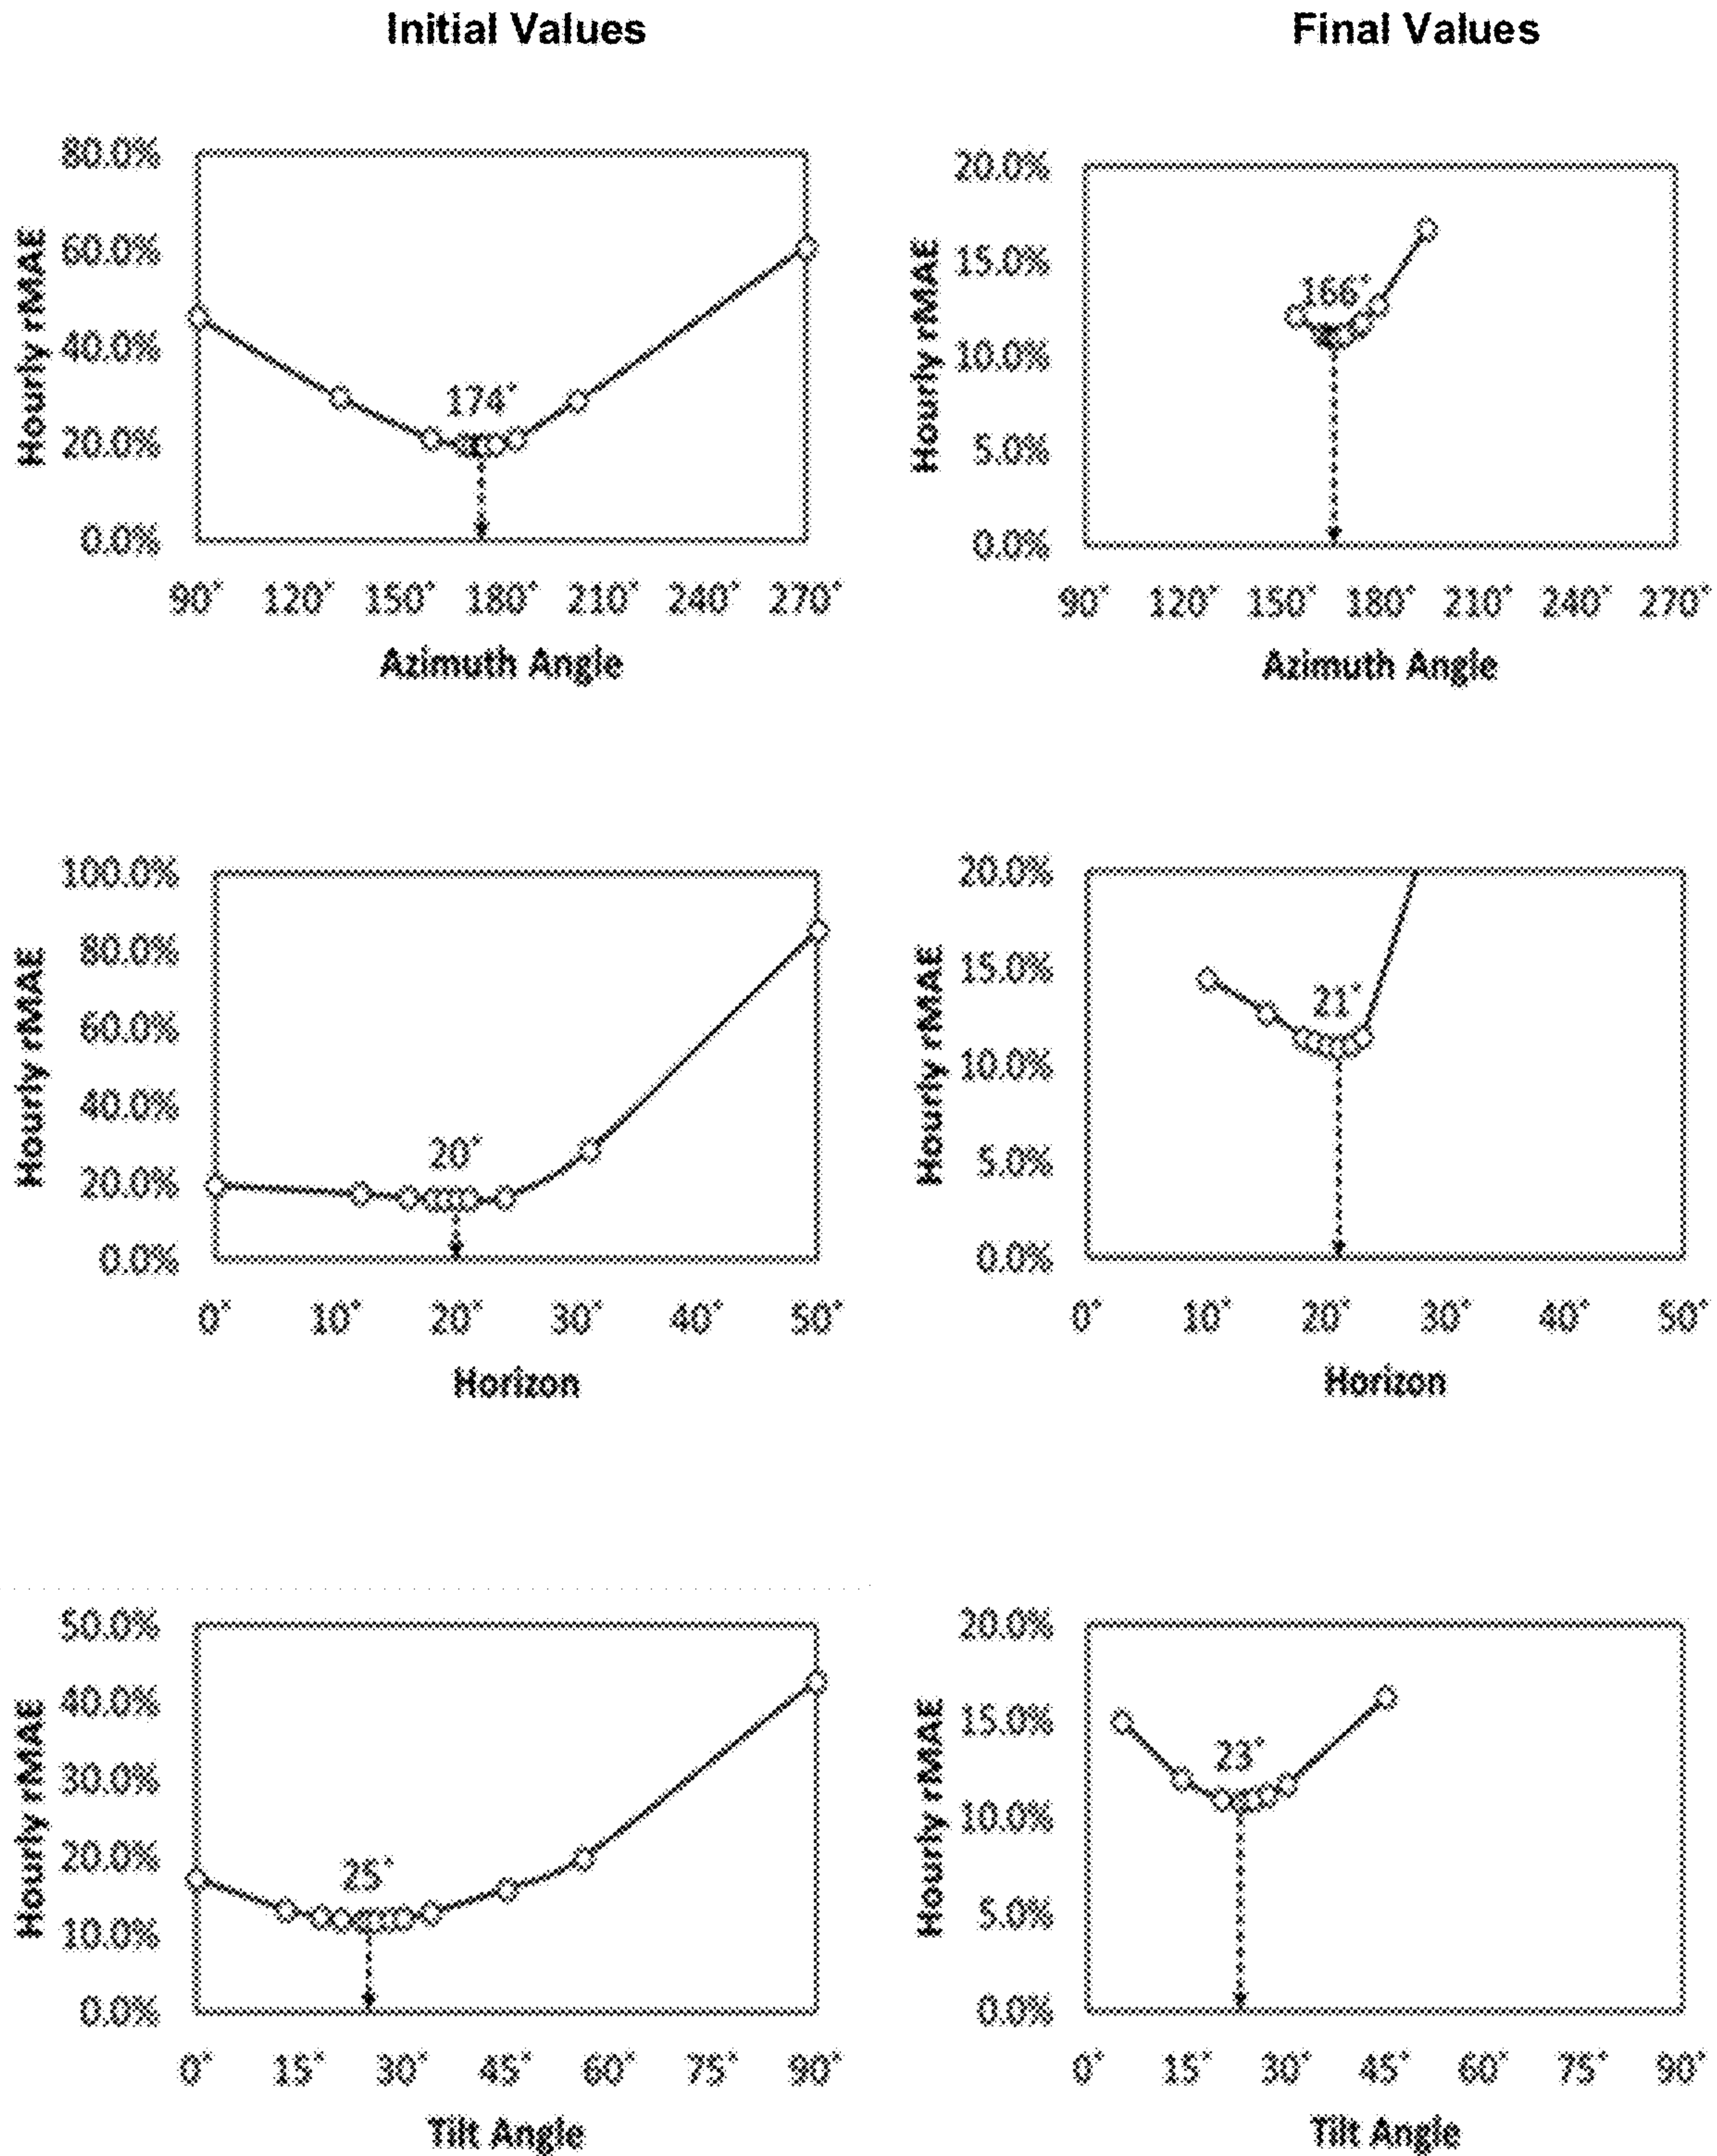 Initial Values
Final Values
80.0%
60.0%
40.0%
20.0%
0.0%
Hourly rMAE
174°
90° 120° 150° 180° 210° 240° 270°
Azimuth Angle
20.0%
15.0%
10.0%
5.0%
0.0%
Hourly rMAE
166°
90° 120° 150° 180° 210° 240° 270°
Azimuth Angle
100.0%
80.0%
60.0%
40.0%
20.0%
0.0%
Hourly rMAE
20°
0° 10° 20° 30° 40° 50°
Horizon
20.0%
15.0%
10.0%
5.0%
0.0%
Hourly rMAE
21°
0° 10° 20° 30° 40° 50°
Horizon
50.0%
40.0%
30.0%
20.0%
10.0%
0.0%
Hourly rMAE
25°
0° 15° 30° 45° 60° 75° 90°
Tilt Angle
20.0%
15.0%
10.0%
5.0%
0.0%
Hourly rMAE
23°
0° 15° 30° 45° 60° 75° 90°
Tilt Angle